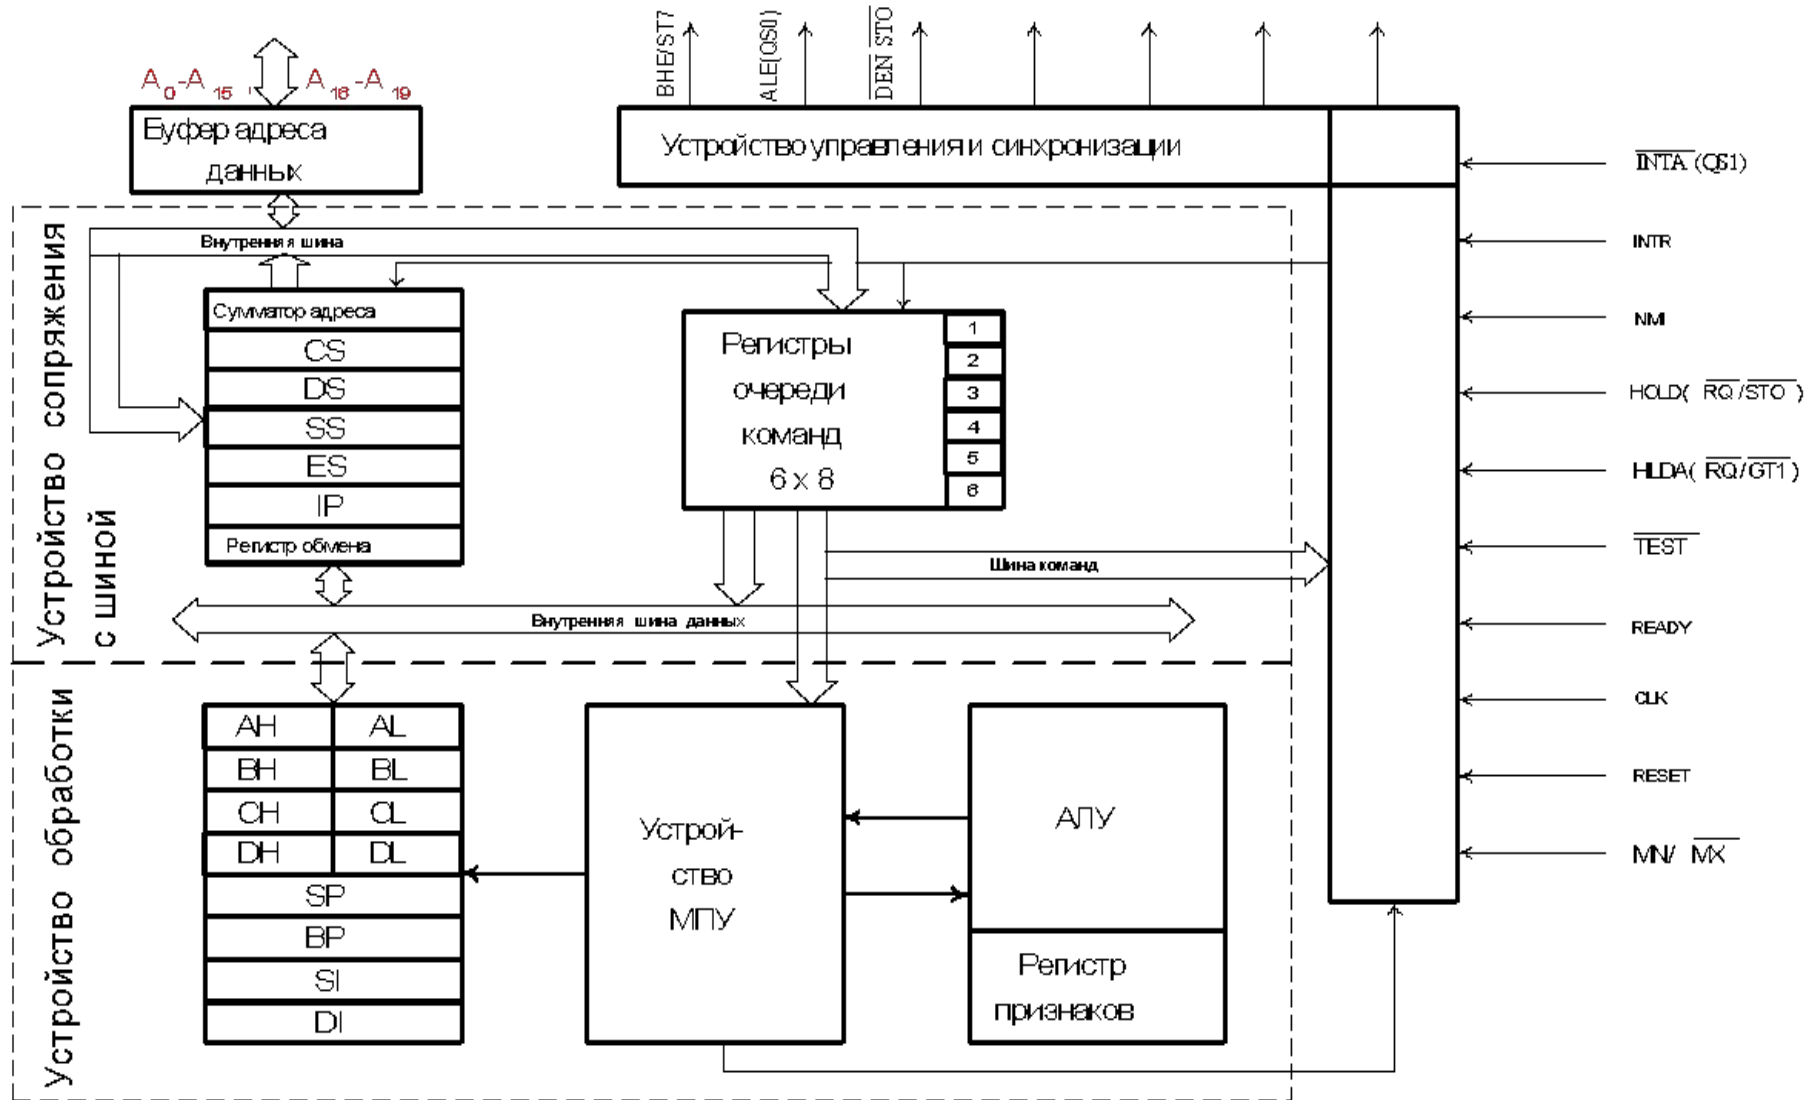 BHE/ST7
ALE(QS0)
DEN STO
A0-A15 , A16-A19
Буфер адреса
данных
Устройство управления и синхронизации
INTA (QS1)
INTR
NMI
HOLD( RQ/STO )
HLDA( RQ/GT1)
TEST
READY
CLK
RESET
MN/ MX
Устройство сопряжения
с шиной
Внутренняя шина
Сумматор адреса
CS
DS
SS
ES
IP
Регистр обмена
Регистры
очереди
команд
6 x 8
1
2
3
4
5
6
Шина команд
Внутренняя шина данных
Устройство обработки
AH AL
BH BL
CH CL
DH DL
SP
BP
SI
DI
Устрой-
ство
МПУ
АЛУ
Регистр
признаков